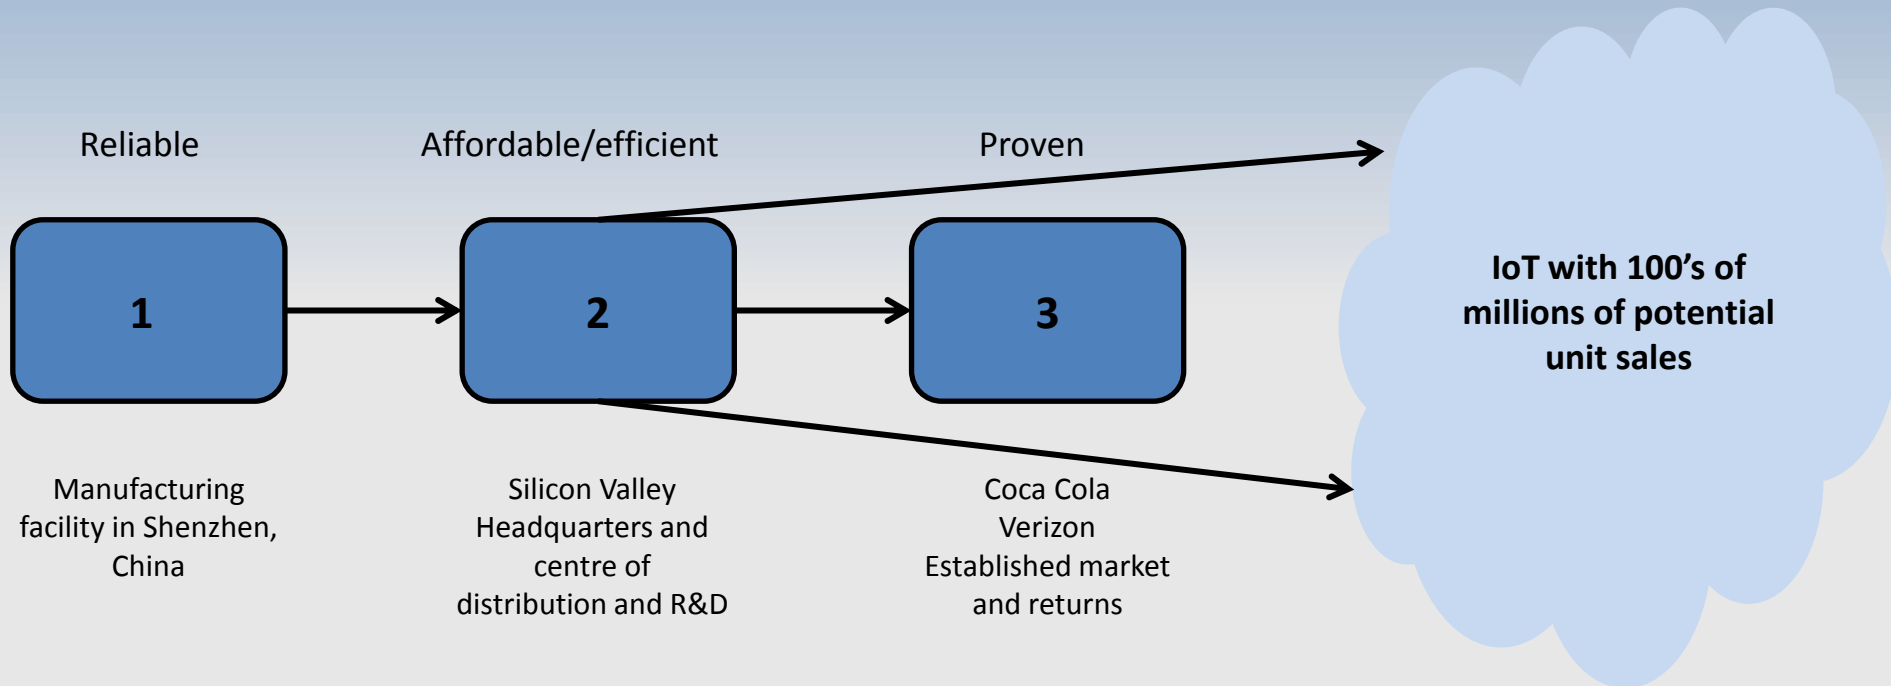 Reliable
Affordable/efficient
Proven
1
2
3
IoT with 100’s of
millions of potential
unit sales
Manufacturing
facility in Shenzhen,
China
Silicon Valley
Headquarters and
centre of
distribution and R&D
Coca Cola
Verizon
Established market
and returns